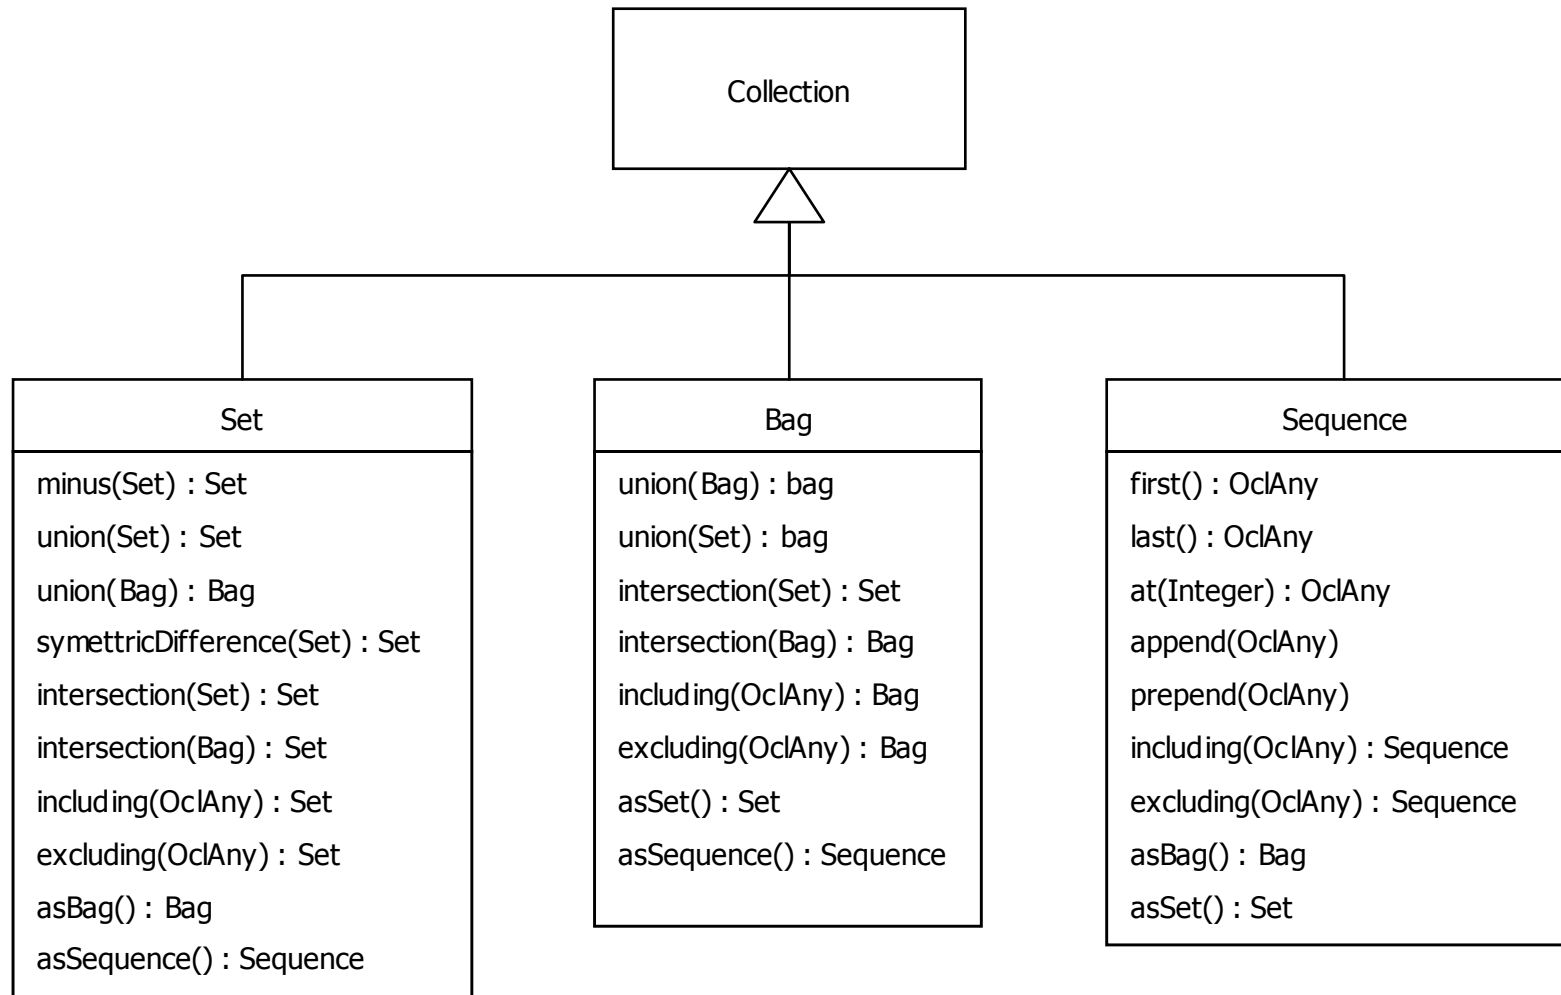 Collection
Set
minus(Set) : Set
union(Set) : Set
union(Bag) : Bag
symettricDifference(Set) : Set
intersection(Set) : Set
intersection(Bag) : Set
including(OclAny) : Set
excluding(OclAny) : Set
asBag() : Bag
asSequence() : Sequence
Bag
union(Bag) : bag
union(Set) : bag
intersection(Set) : Set
intersection(Bag) : Bag
including(OclAny) : Bag
excluding(OclAny) : Bag
asSet() : Set
asSequence() : Sequence
Sequence
first() : OclAny
last() : OclAny
at(Integer) : OclAny
append(OclAny)
prepend(OclAny)
including(OclAny) : Sequence
excluding(OclAny) : Sequence
asBag() : Bag
asSet() : Set